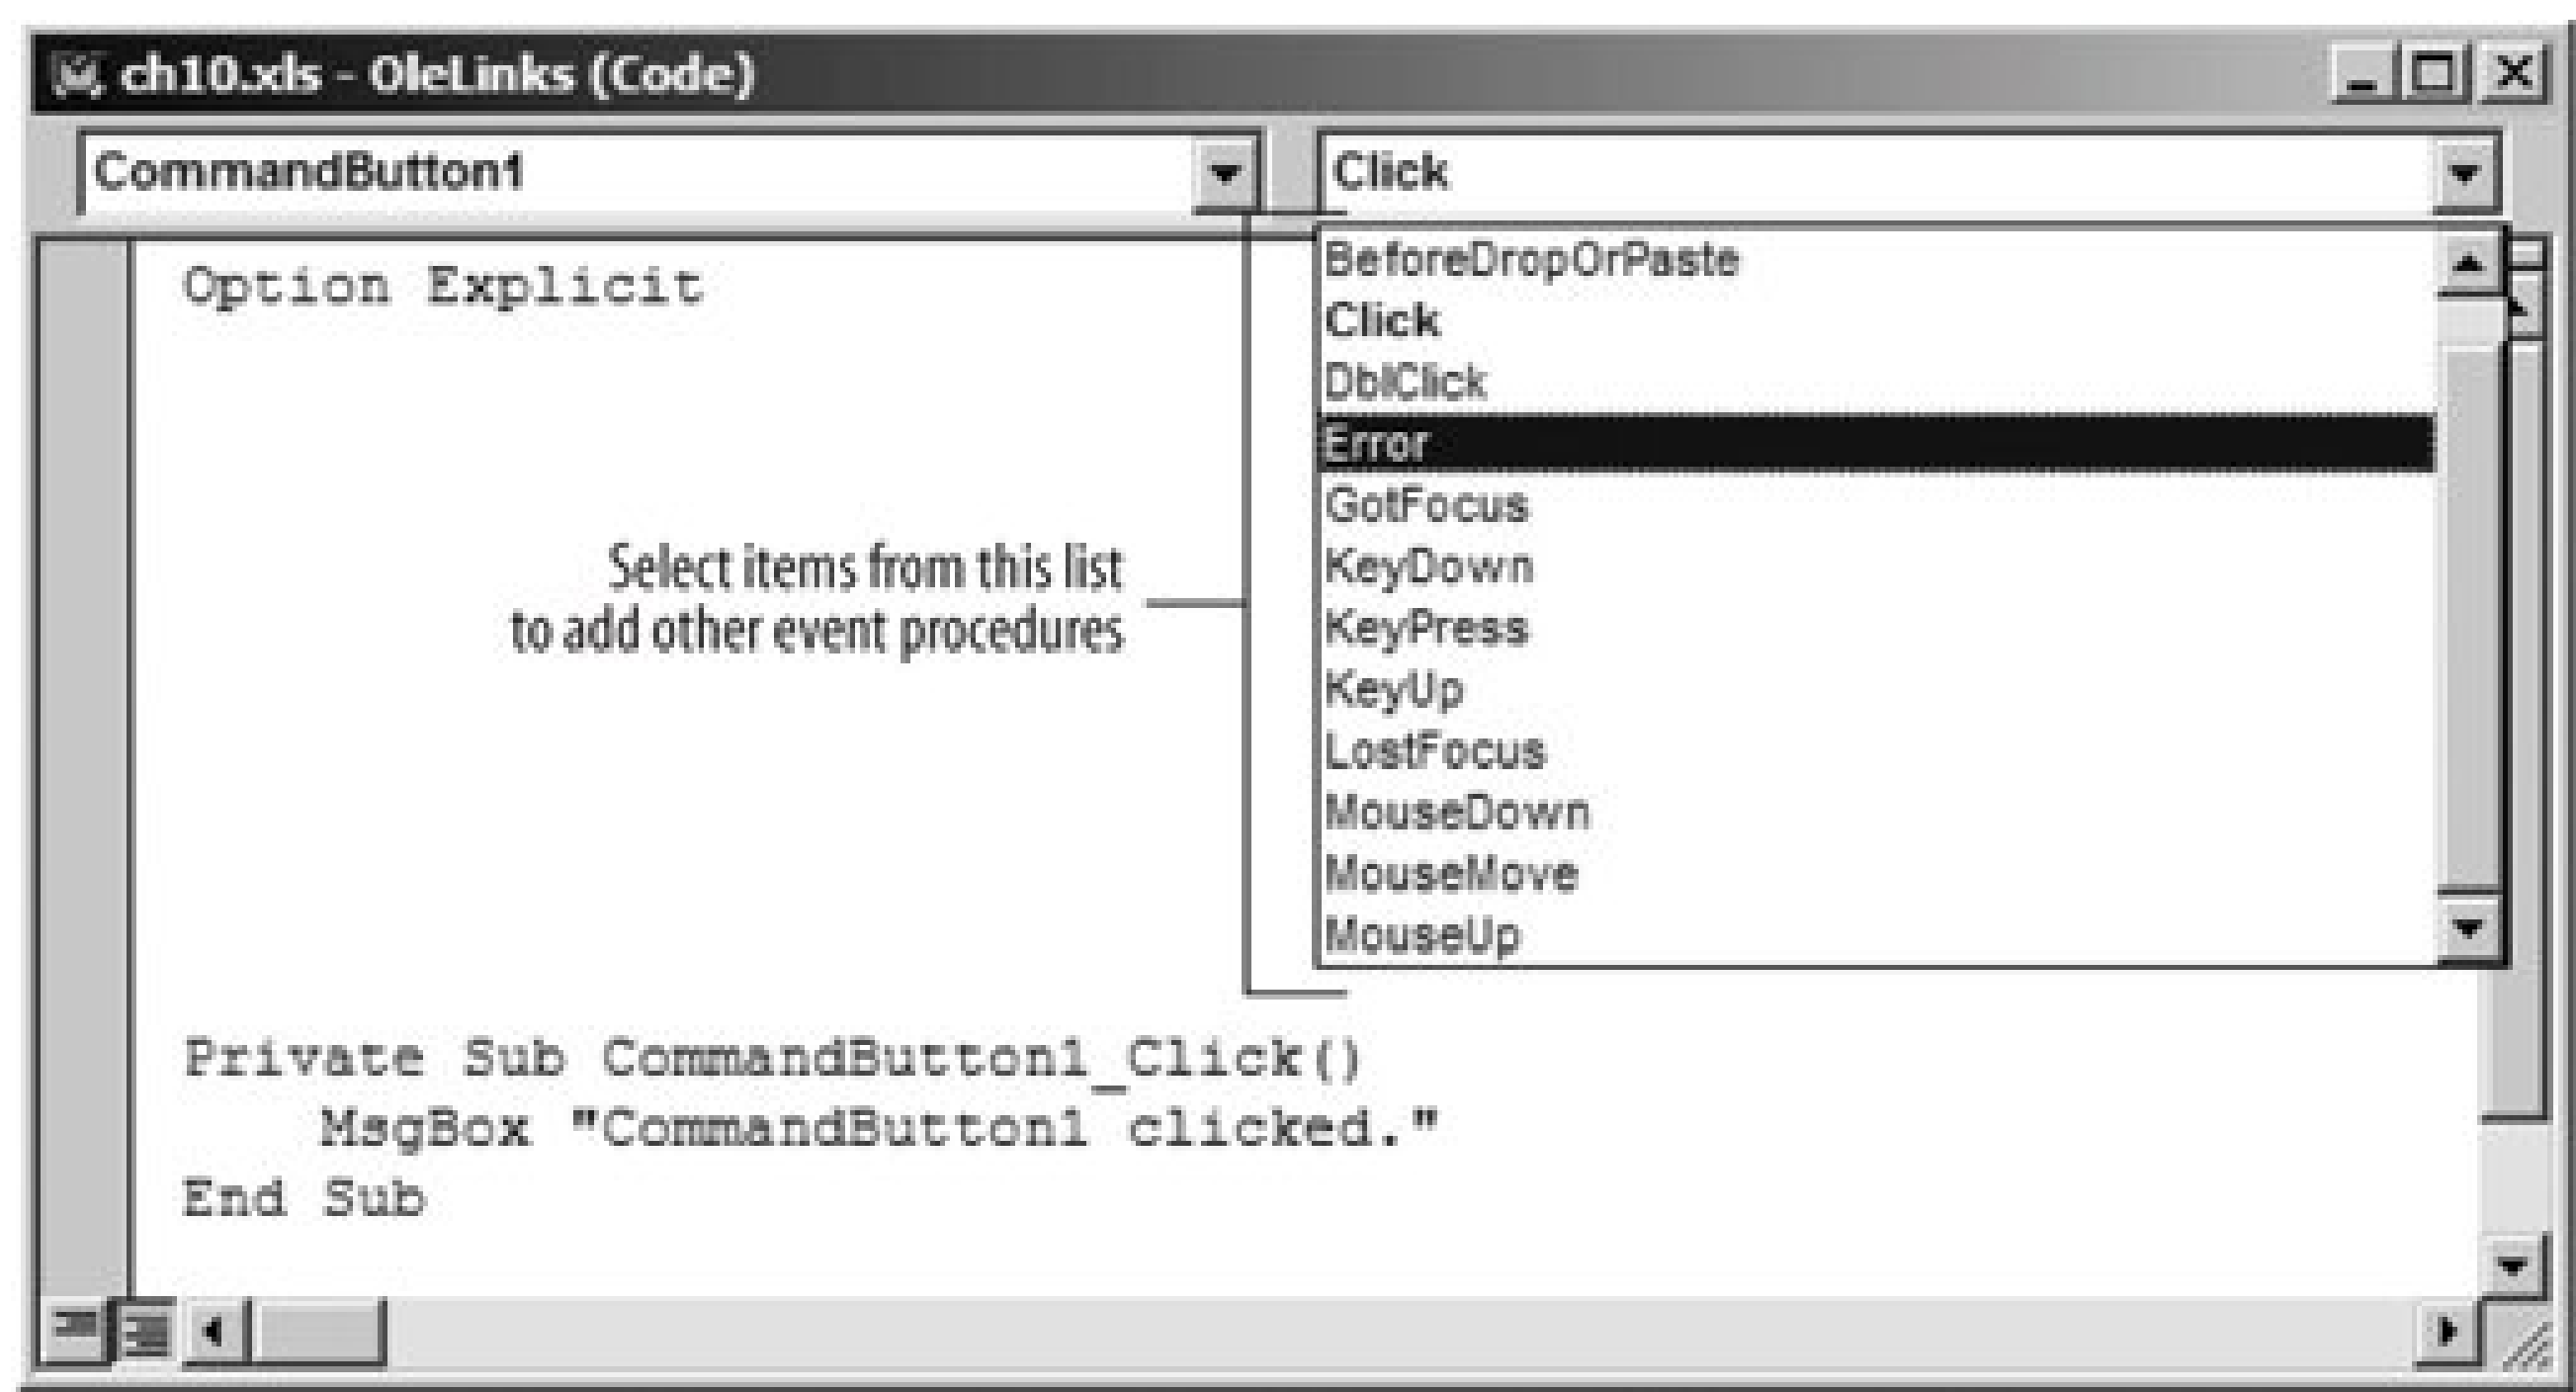 ch10.xls - OleLinks (Code)
CommandButton1
Click
Option Explicit
BeforeDropOrPaste
Click
DblClick
Error
GotFocus
KeyDown
KeyPress
KeyUp
LostFocus
MouseDown
MouseMove
MouseUp
Select items from this list
to add other event procedures
Private Sub CommandButton1_Click()
MsgBox "CommandButton1 clicked."
End Sub